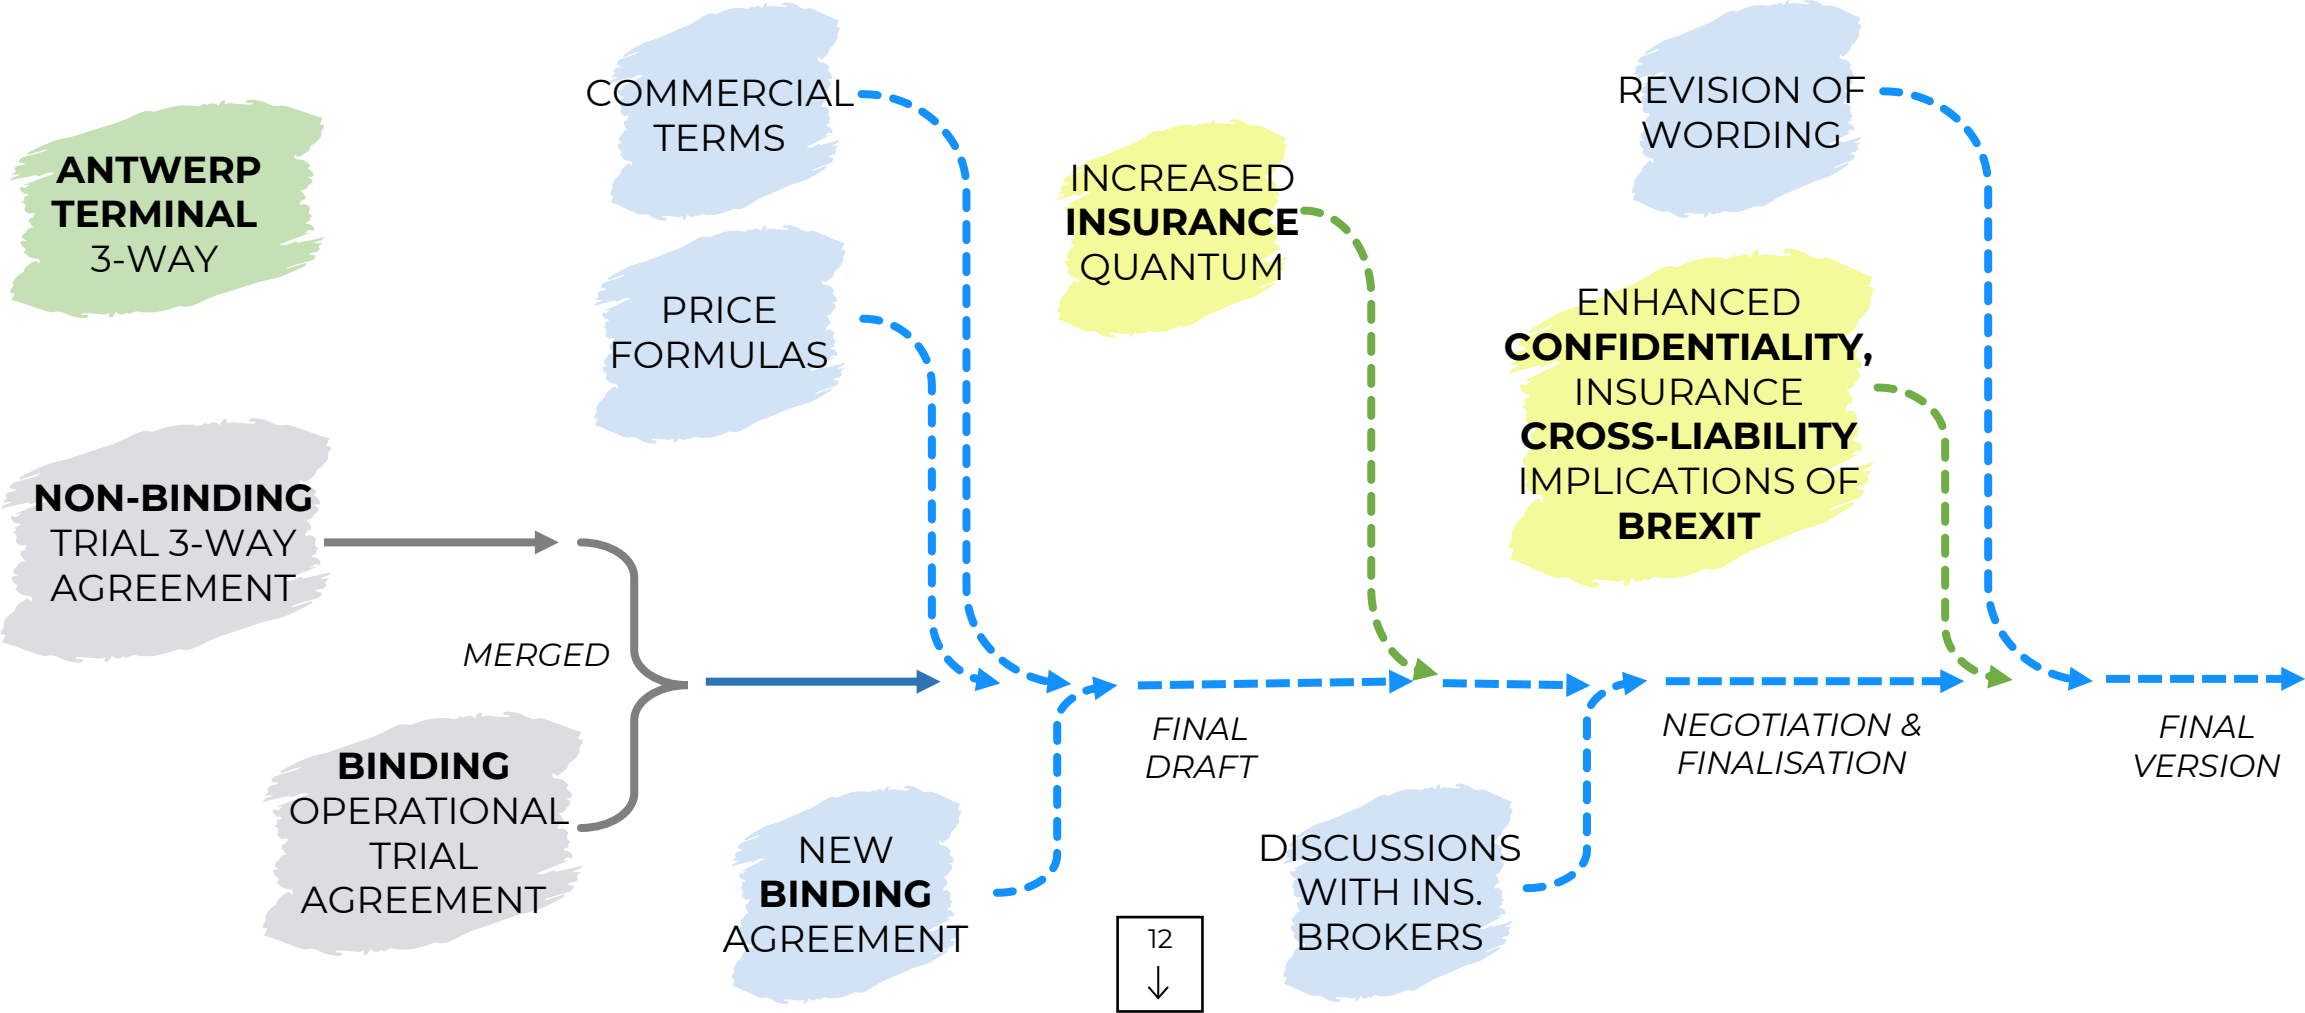 ANTWERP
TERMINAL
3-WAY
NON-BINDING
TRIAL 3-WAY
AGREEMENT
MERGED
BINDING
OPERATIONAL
TRIAL
AGREEMENT
COMMERCIAL
TERMS
PRICE
FORMULAS
NEW
BINDING
AGREEMENT
INCREASED
INSURANCE
QUANTUM
FINAL
DRAFT
12
DISCUSSIONS
WITH INS.
BROKERS
REVISION OF
WORDING
ENHANCED
CONFIDENTIALITY,
INSURANCE
CROSS-LIABILITY
IMPLICATIONS OF
BREXIT
NEGOTIATION &
FINALISATION
FINAL
VERSION